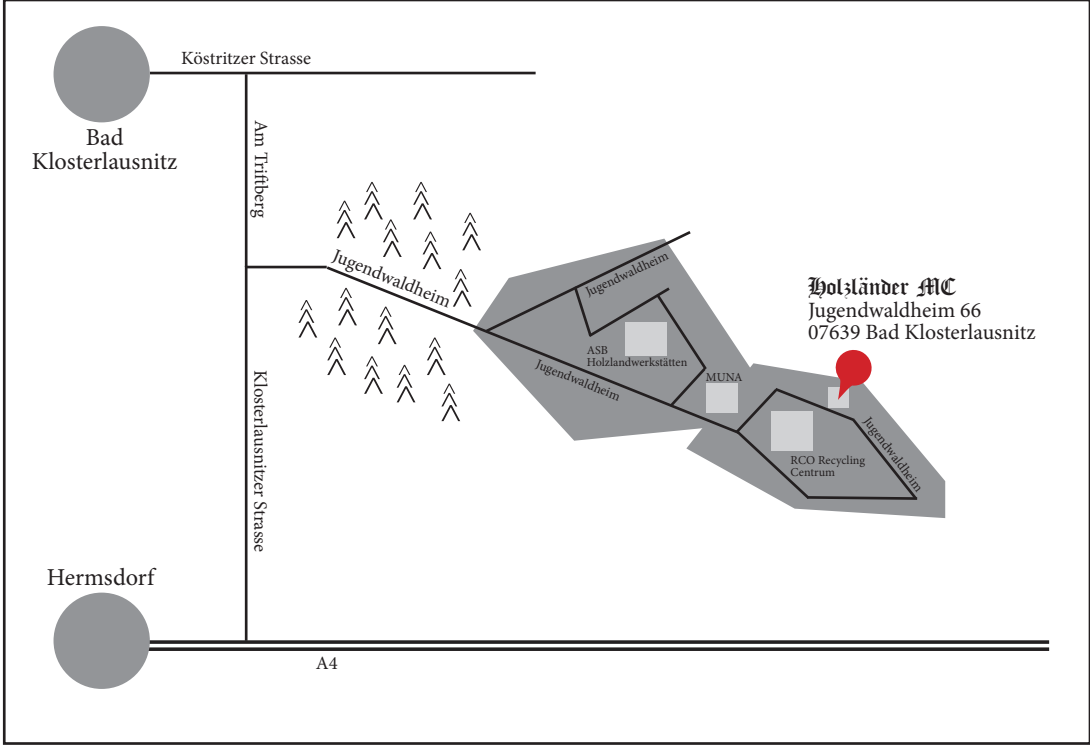 Köstritzer Strasse
Bad
Klosterlausnitz
Am Triftberg
Jugendwaldheim
Jugendwaldheim
Holzländer MC
Jugendwaldheim 66
07639 Bad Klosterlausnitz
ASB
Holzlandwerkstätten
Jugendwaldheim
MUNA
Klosterlausnitzer Strasse
Jugendwaldheim
RCO Recycling
Centrum
Hermsdorf
A4